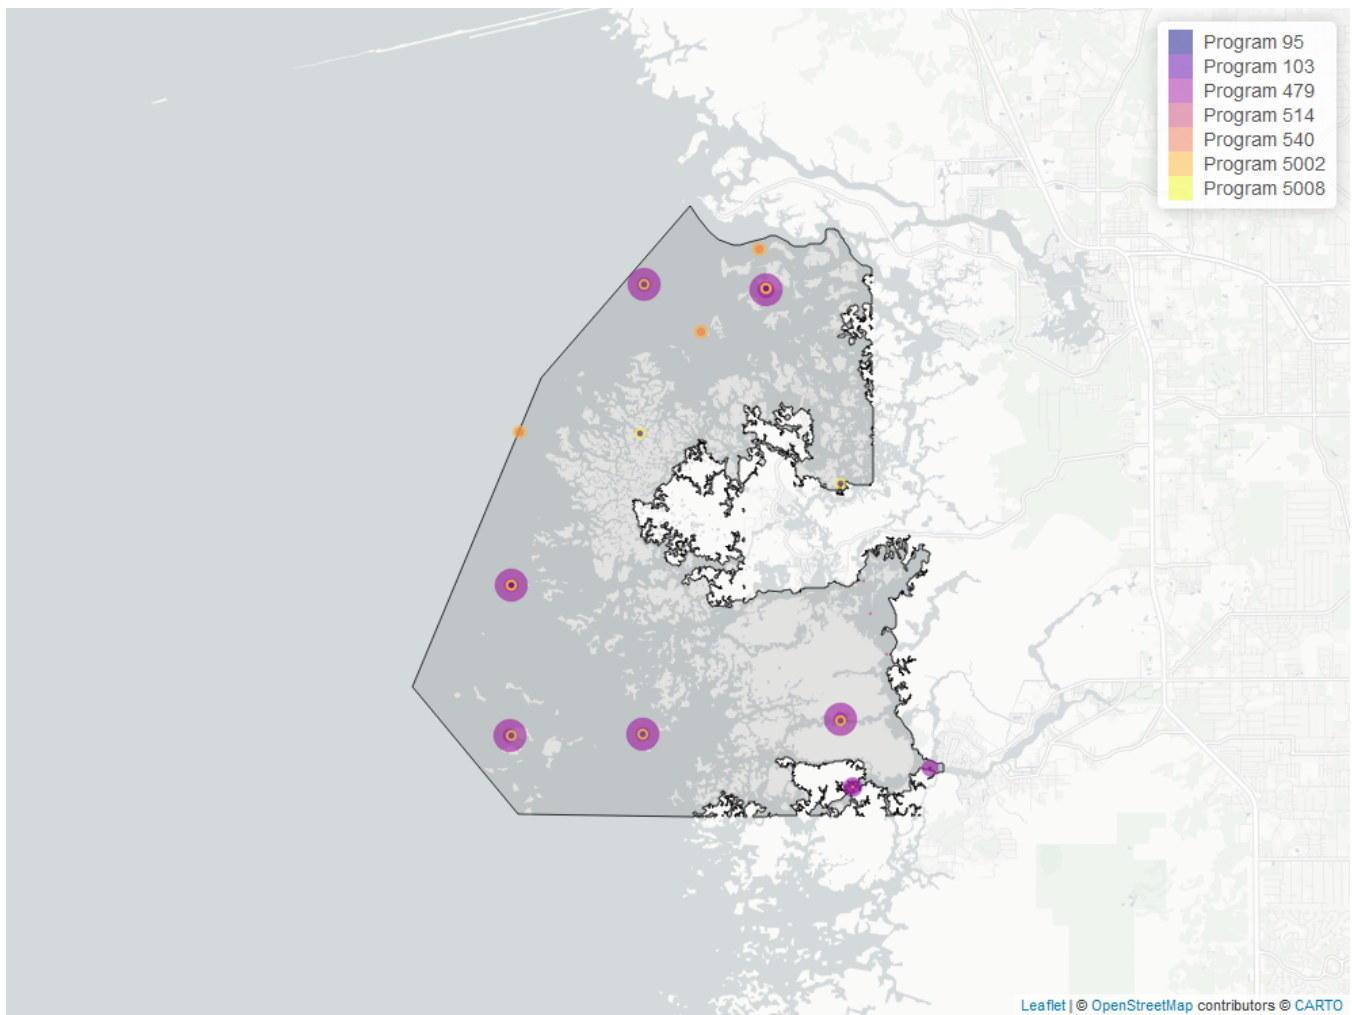 Program 95
Program 103
Program 479
Program 514
Program 540
Program 5002
Program 5008
Leaflet | © OpenStreetMap contributors © CARTO